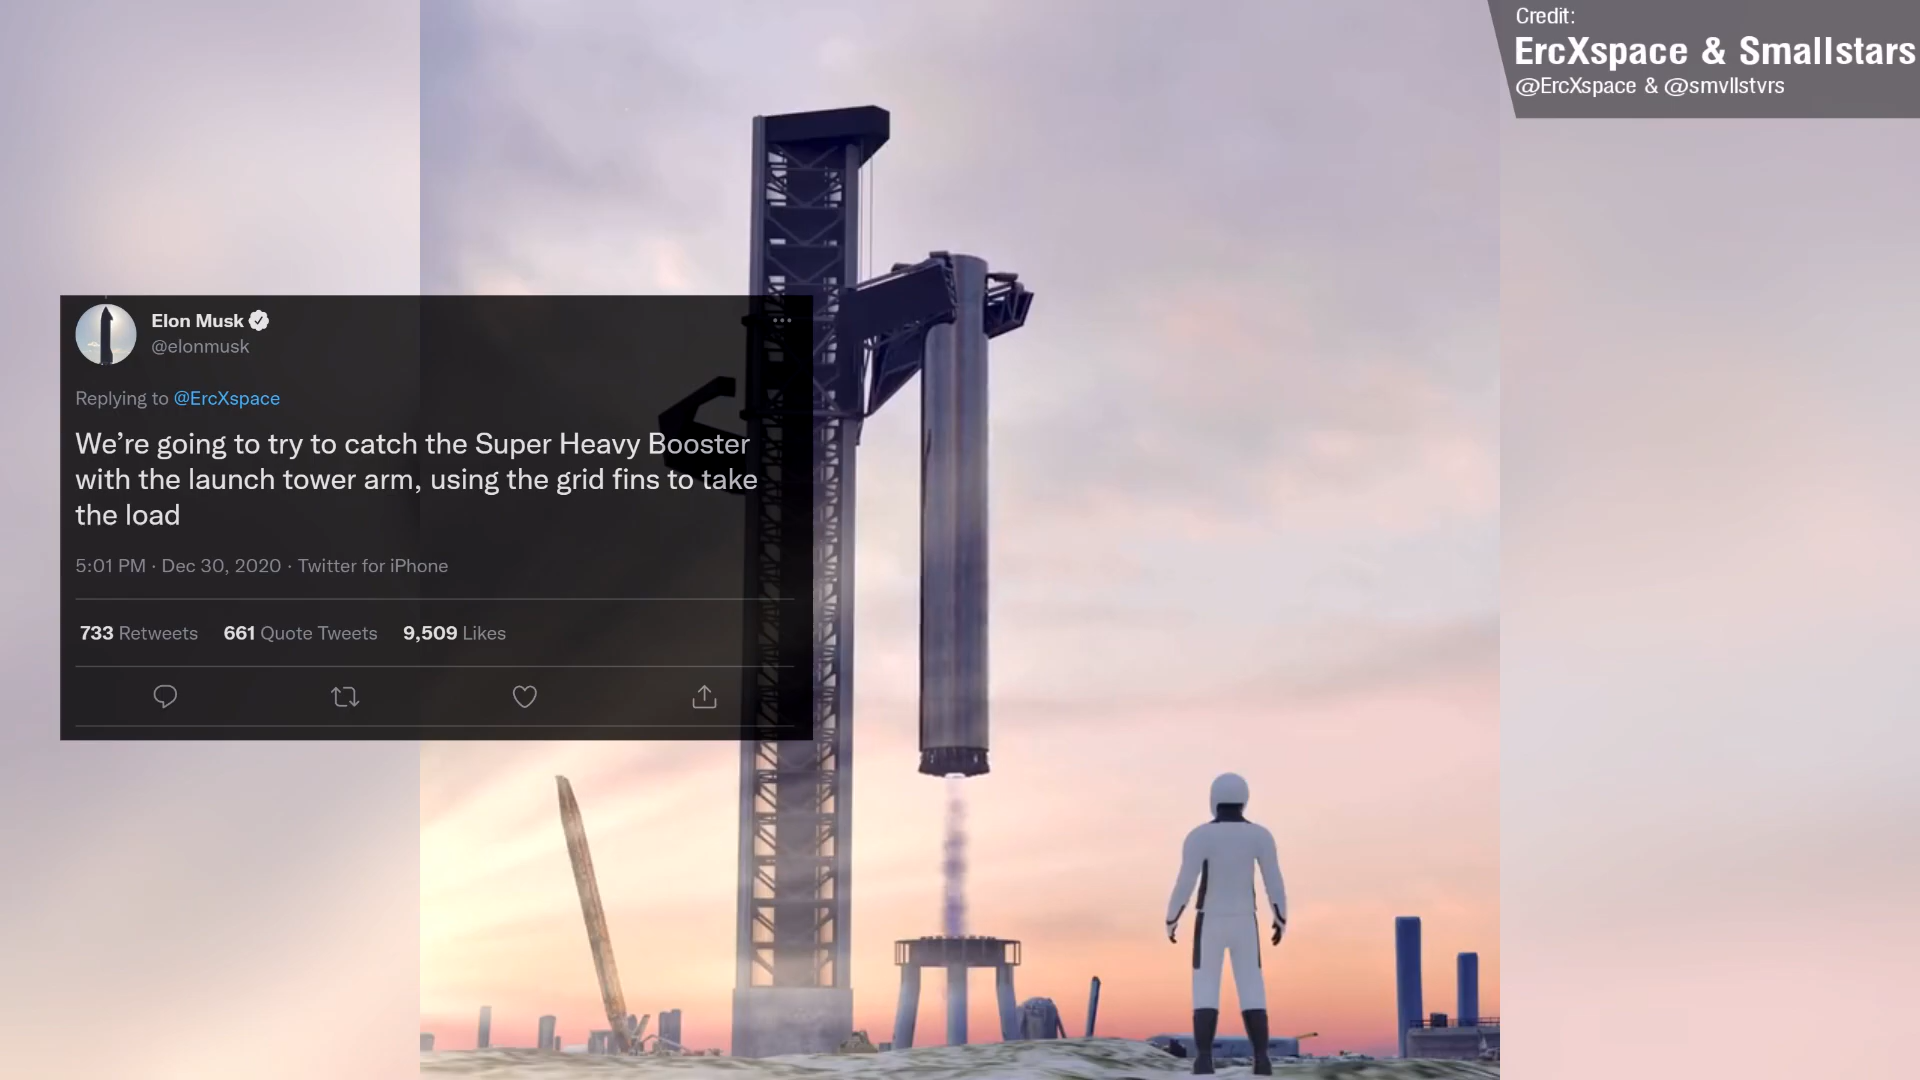 Credit:
ErcXspace & Smallstars
@ErcXspace & @smvllstvrs
Elon Musk
@elonmusk
Replying to @ErcXspace
We’re going to try to catch the Super Heavy Booster
with the launch tower arm, using the grid fins to take
the load
5:01 PM · Dec 30, 2020 · Twitter for iPhone
733 Retweets 661 Quote Tweets 9,509 Likes